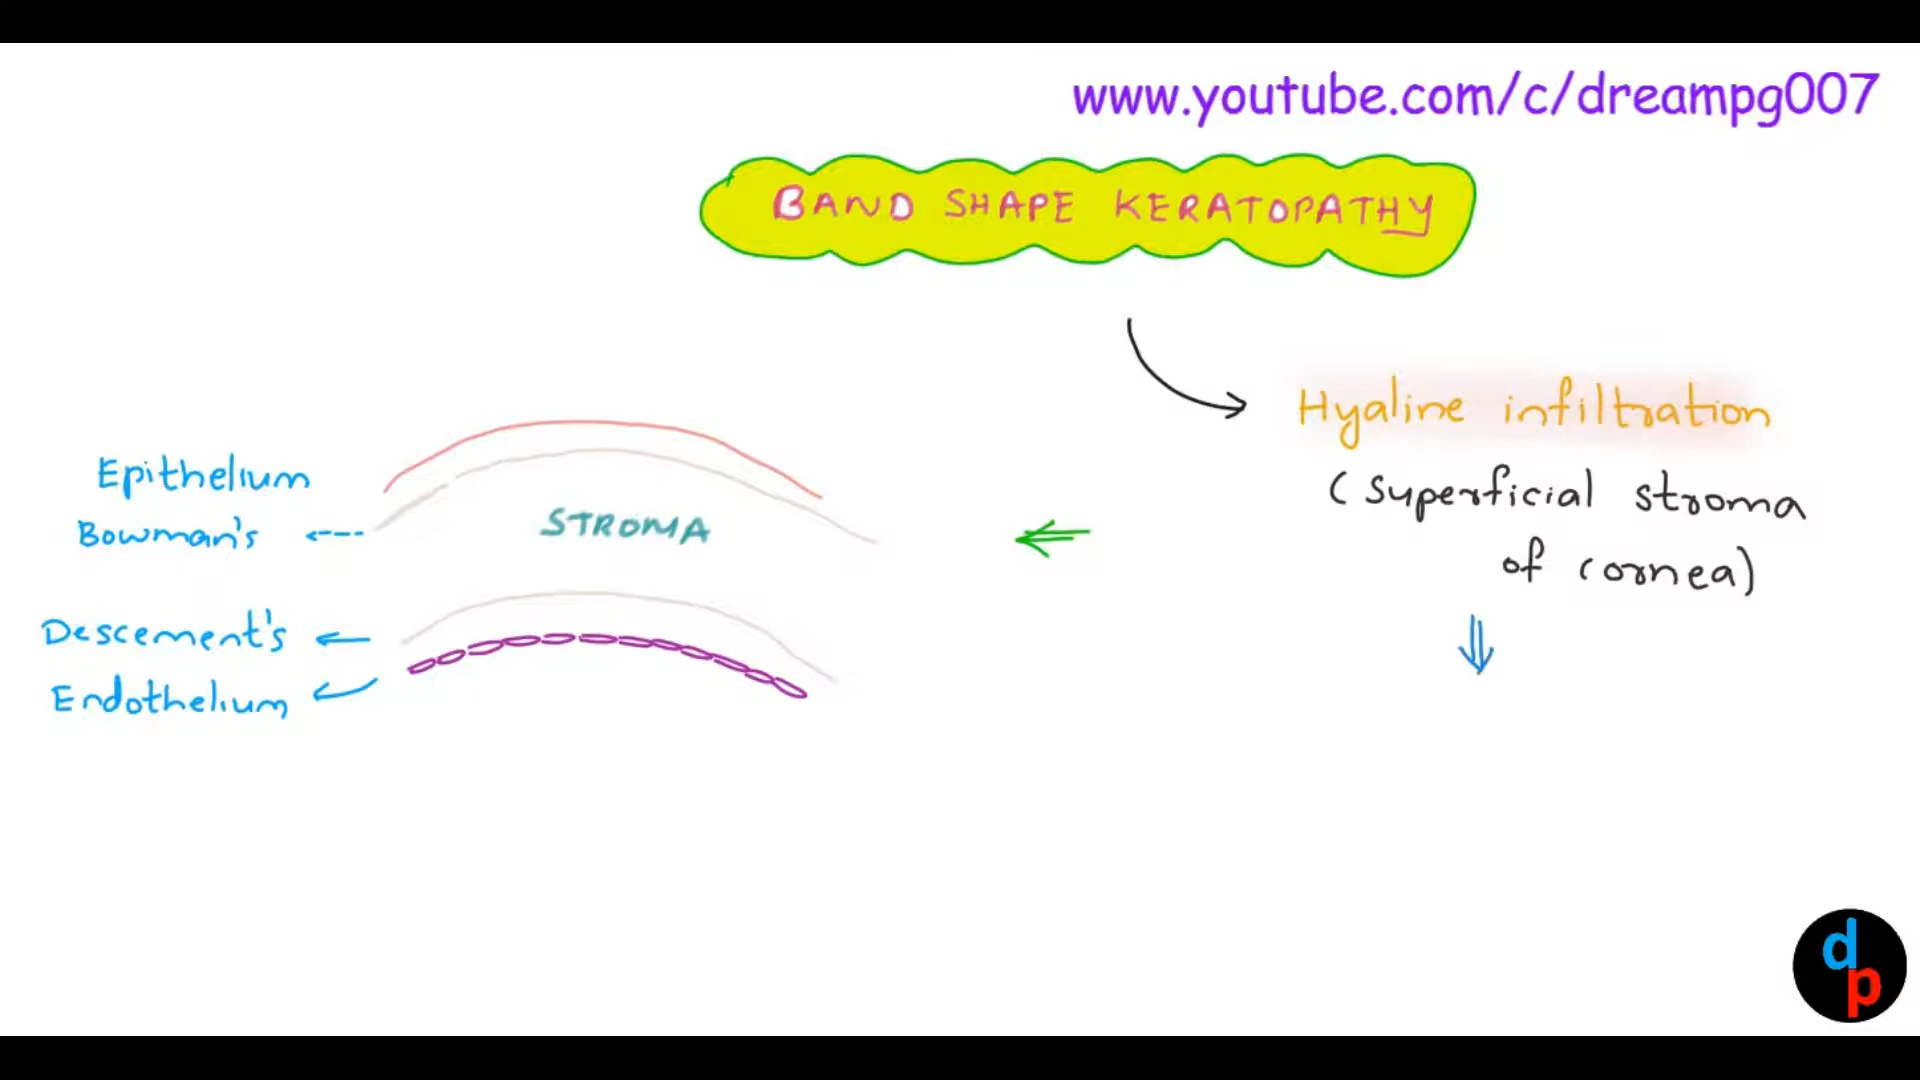 www.youtube.com/c/dreampg007
BAND SHAPE KERATOPATHY
Hyaline infiltration
(superficial stroma
of cornea)
Epithelium
Bowman's
STROMA
Descement's
Endothelium
dp